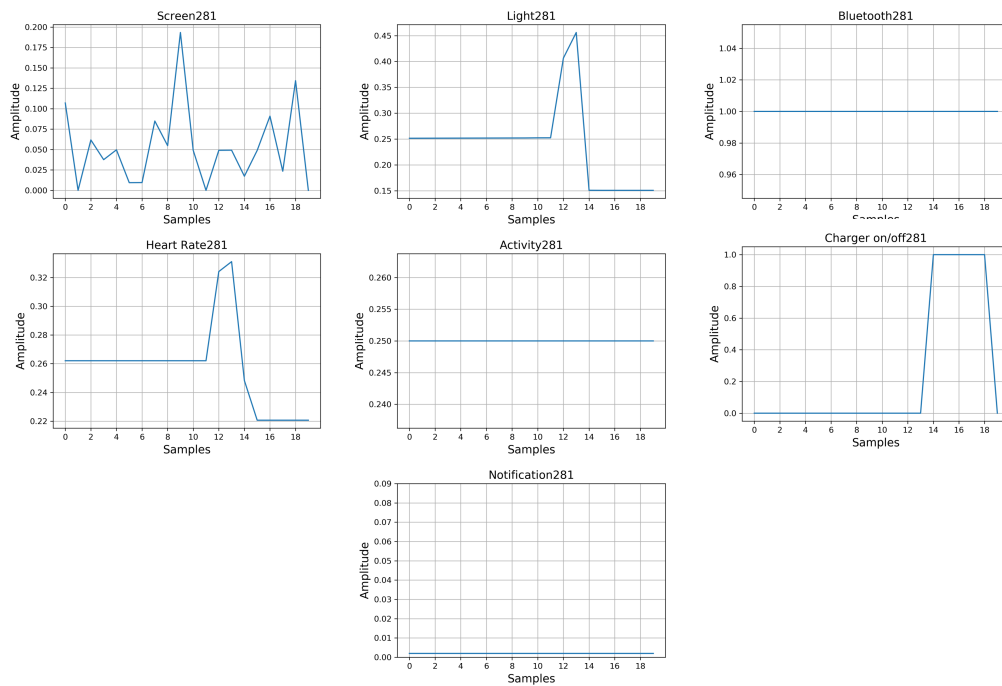 Screen281
Amplitude
0.200
0.175
0.150
0.125
0.100
0.075
0.050
0.025
0.000
0 2 4 6 8 10 12 14 16 18
Samples
Light281
Amplitude
0.45
0.40
0.35
0.30
0.25
0.20
0.15
0 2 4 6 8 10 12 14 16 18
Samples
Bluetooth281
Amplitude
1.04
1.02
1.00
0.98
0.96
0 2 4 6 8 10 12 14 16 18
Samples
Heart Rate281
Amplitude
0.32
0.30
0.28
0.26
0.24
0.22
0 2 4 6 8 10 12 14 16 18
Samples
Activity281
Amplitude
0.260
0.255
0.250
0.245
0.240
0 2 4 6 8 10 12 14 16 18
Samples
Charger on/off281
Amplitude
1.0
0.8
0.6
0.4
0.2
0.0
0 2 4 6 8 10 12 14 16 18
Samples
Notification281
Amplitude
0.09
0.08
0.07
0.06
0.05
0.04
0.03
0.02
0.01
0.00
0 2 4 6 8 10 12 14 16 18
Samples